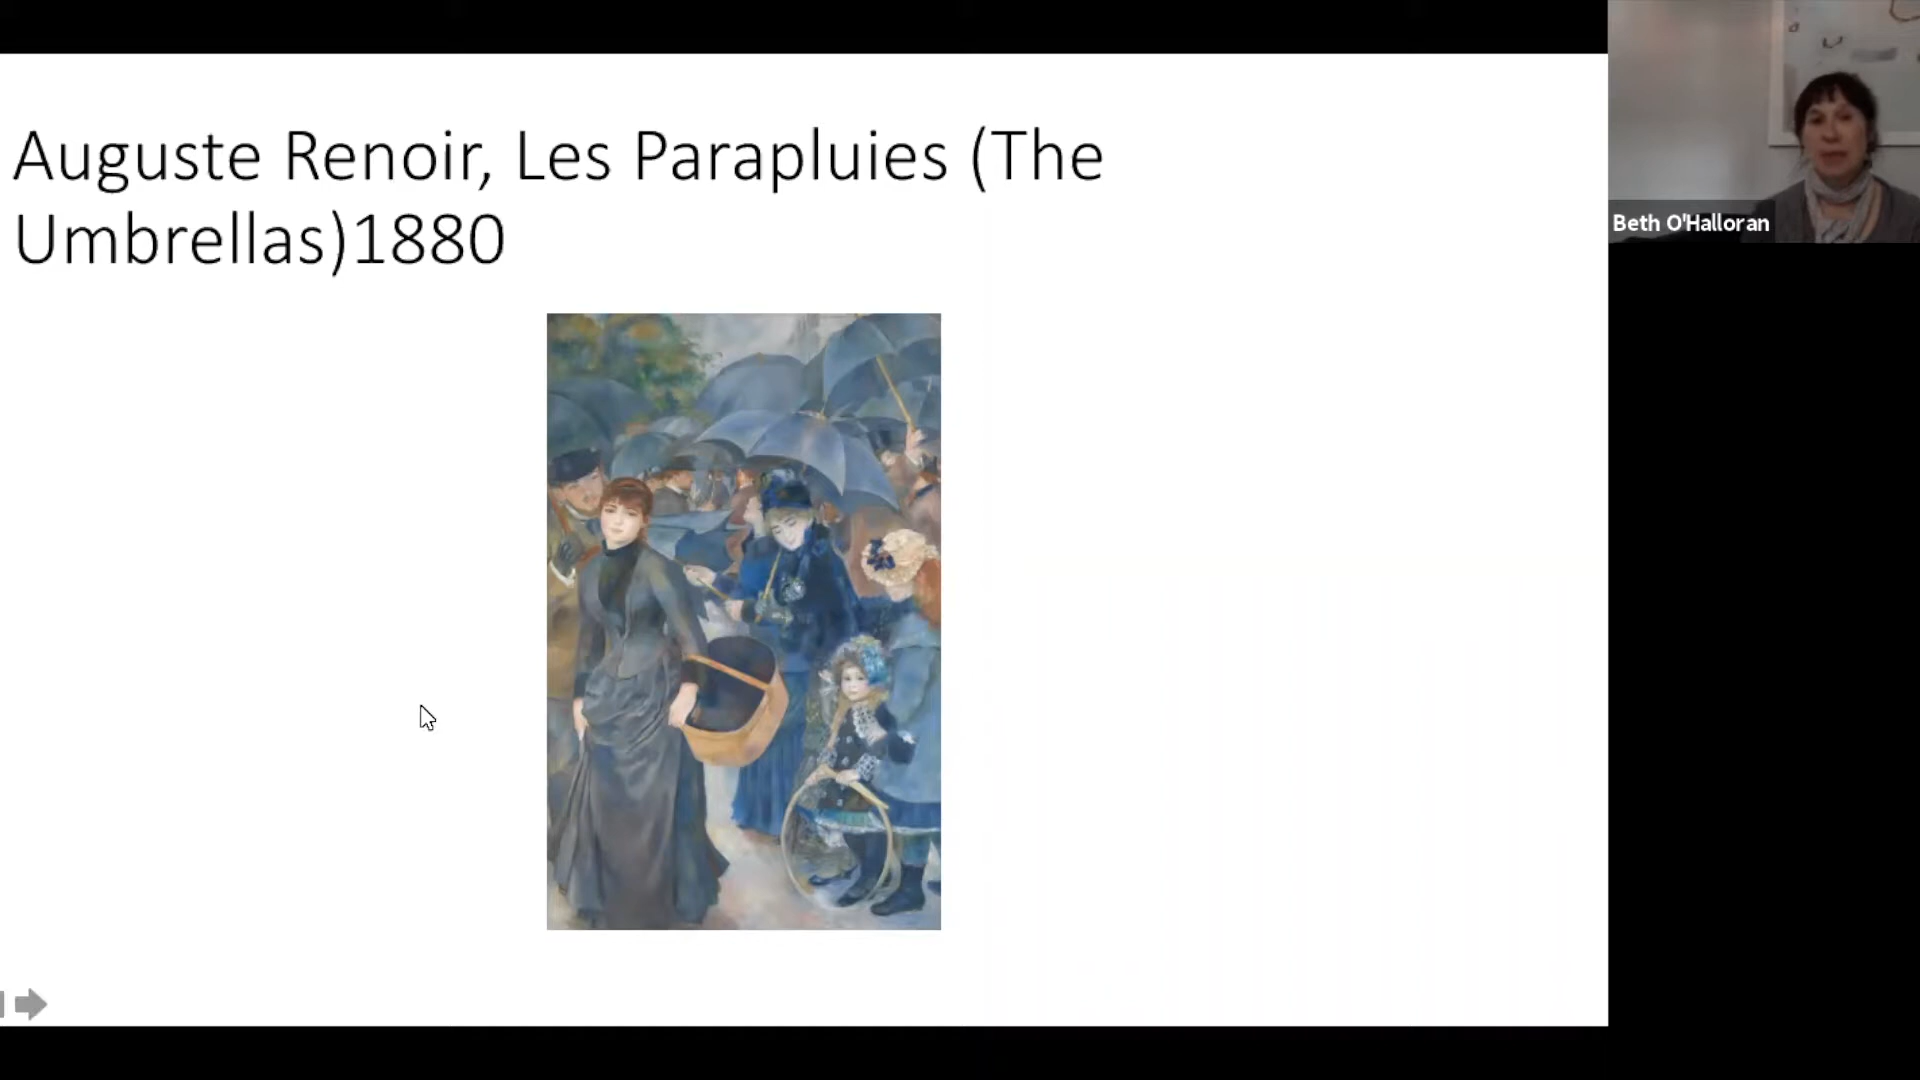 Auguste Renoir, Les Parapluies (The
Umbrellas)1880
Beth O'Halloran